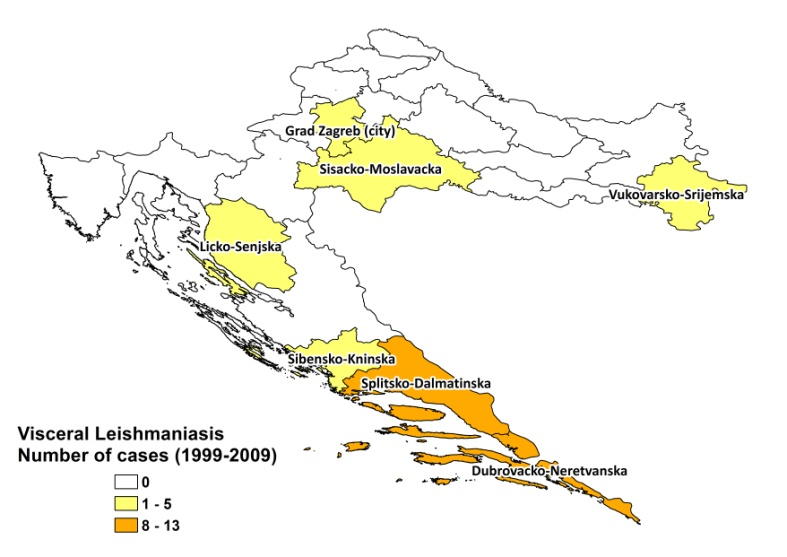 Grad Zagreb (city)
Sisacko-Moslavacka
Vukovarsko-Srijemska
Licko-Senjska
Sibensko-Kninska
Splitsko-Dalmatinska
Visceral Leishmaniasis
Number of cases (1999-2009)
Dubrovacko-Neretvanska
0
1 - 5
8 - 13